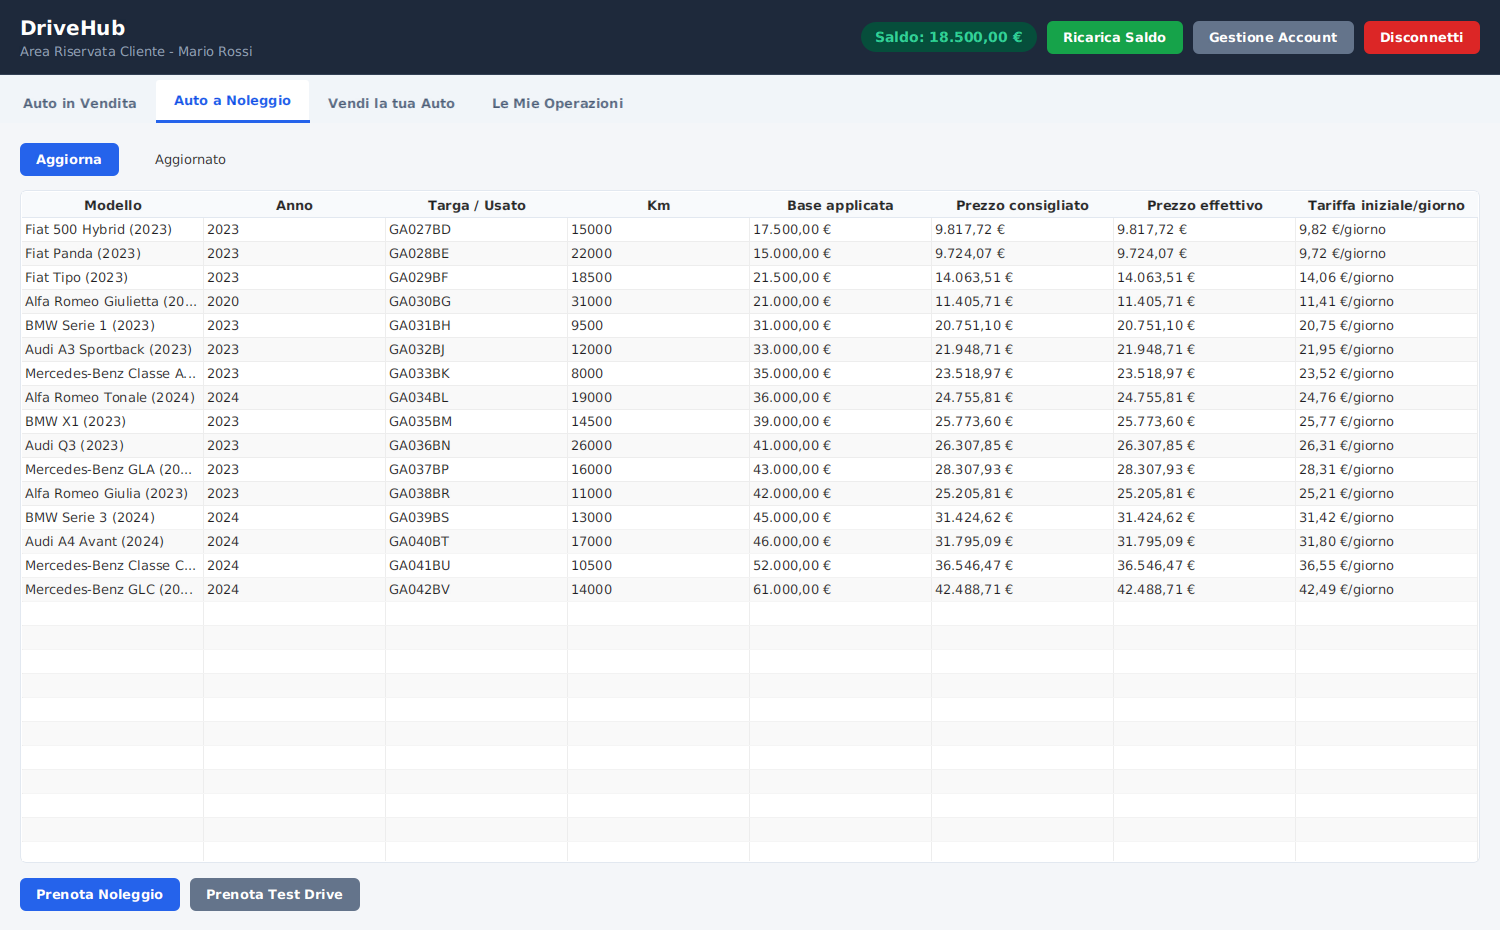 DriveHub
Area Riservata Cliente - Mario Rossi
Saldo: 18.500,00 € Ricarica Saldo Gestione Account Disconnetti
Auto in Vendita Auto a Noleggio Vendi la tua Auto Le Mie Operazioni
Aggiorna Aggiornato
Modello Anno Targa / Usato Km Base applicata Prezzo consigliato Prezzo effettivo Tariffa iniziale/giorno
Fiat 500 Hybrid (2023) 2023 GA027BD 15000 17.500,00 € 9.817,72 € 9.817,72 € 9,82 €/giorno
Fiat Panda (2023) 2023 GA028BE 22000 15.000,00 € 9.724,07 € 9.724,07 € 9,72 €/giorno
Fiat Tipo (2023) 2023 GA029BF 18500 21.500,00 € 14.063,51 € 14.063,51 € 14,06 €/giorno
Alfa Romeo Giulietta (20... 2020 GA030BG 31000 21.000,00 € 11.405,71 € 11.405,71 € 11,41 €/giorno
BMW Serie 1 (2023) 2023 GA031BH 9500 31.000,00 € 20.751,10 € 20.751,10 € 20,75 €/giorno
Audi A3 Sportback (2023) 2023 GA032BJ 12000 33.000,00 € 21.948,71 € 21.948,71 € 21,95 €/giorno
Mercedes-Benz Classe A... 2023 GA033BK 8000 35.000,00 € 23.518,97 € 23.518,97 € 23,52 €/giorno
Alfa Romeo Tonale (2024) 2024 GA034BL 19000 36.000,00 € 24.755,81 € 24.755,81 € 24,76 €/giorno
BMW X1 (2023) 2023 GA035BM 14500 39.000,00 € 25.773,60 € 25.773,60 € 25,77 €/giorno
Audi Q3 (2023) 2023 GA036BN 26000 41.000,00 € 26.307,85 € 26.307,85 € 26,31 €/giorno
Mercedes-Benz GLA (20... 2023 GA037BP 16000 43.000,00 € 28.307,93 € 28.307,93 € 28,31 €/giorno
Alfa Romeo Giulia (2023) 2023 GA038BR 11000 42.000,00 € 25.205,81 € 25.205,81 € 25,21 €/giorno
BMW Serie 3 (2024) 2024 GA039BS 13000 45.000,00 € 31.424,62 € 31.424,62 € 31,42 €/giorno
Audi A4 Avant (2024) 2024 GA040BT 17000 46.000,00 € 31.795,09 € 31.795,09 € 31,80 €/giorno
Mercedes-Benz Classe C... 2024 GA041BU 10500 52.000,00 € 36.546,47 € 36.546,47 € 36,55 €/giorno
Mercedes-Benz GLC (20... 2024 GA042BV 14000 61.000,00 € 42.488,71 € 42.488,71 € 42,49 €/giorno
Prenota Noleggio Prenota Test Drive